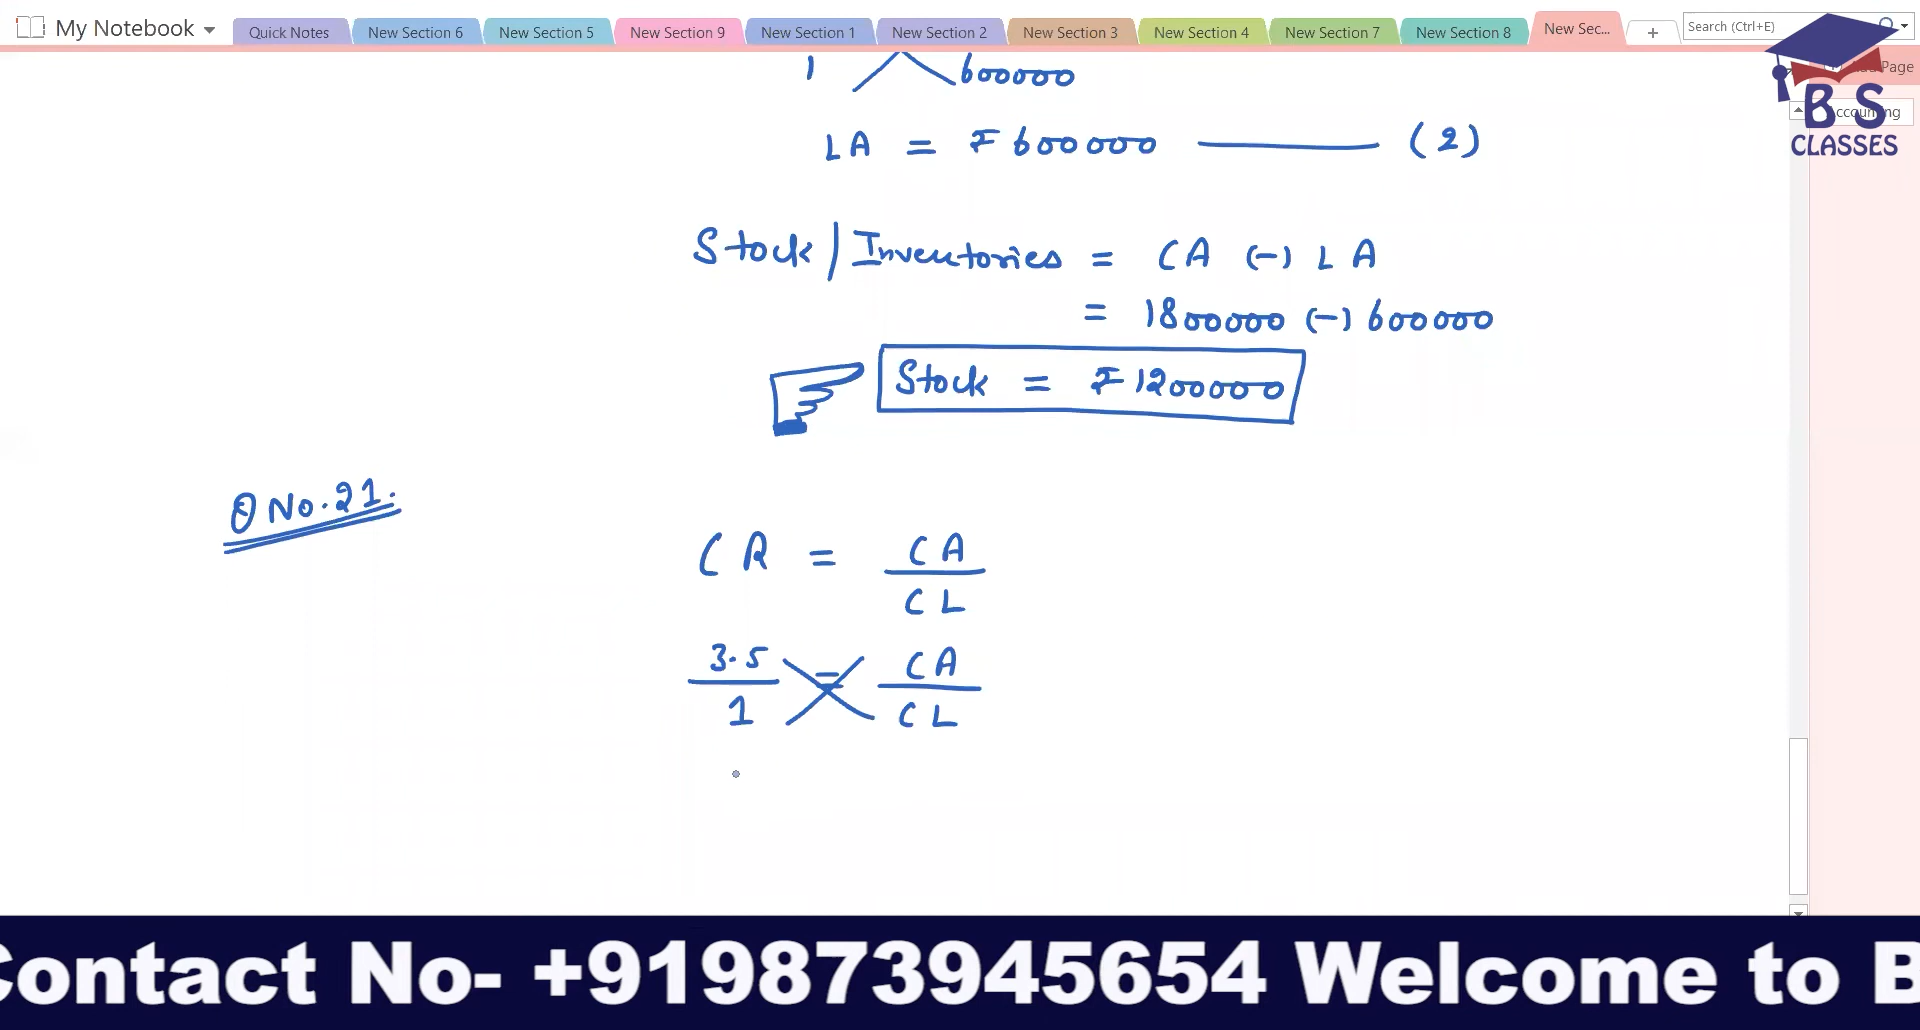 My Notebook
Quick Notes
New Section 6
New Section 5
New Section 9
New Section 1
New Section 2
New Section 3
New Section 4
New Section 7
New Section 8
New Sec...
+
Search (Ctrl+E)
Page
Accounting
B S
CLASSES
1 600000
LA = ₹ 600000 (2)
Stock / Inventories = CA (-) LA
= 1800000 (-) 600000
Stock = ₹ 1200000
Q No. 21.
CR = CA
CL
3.5 = CA
1 CL
Contact No- +919873945654 Welcome to B